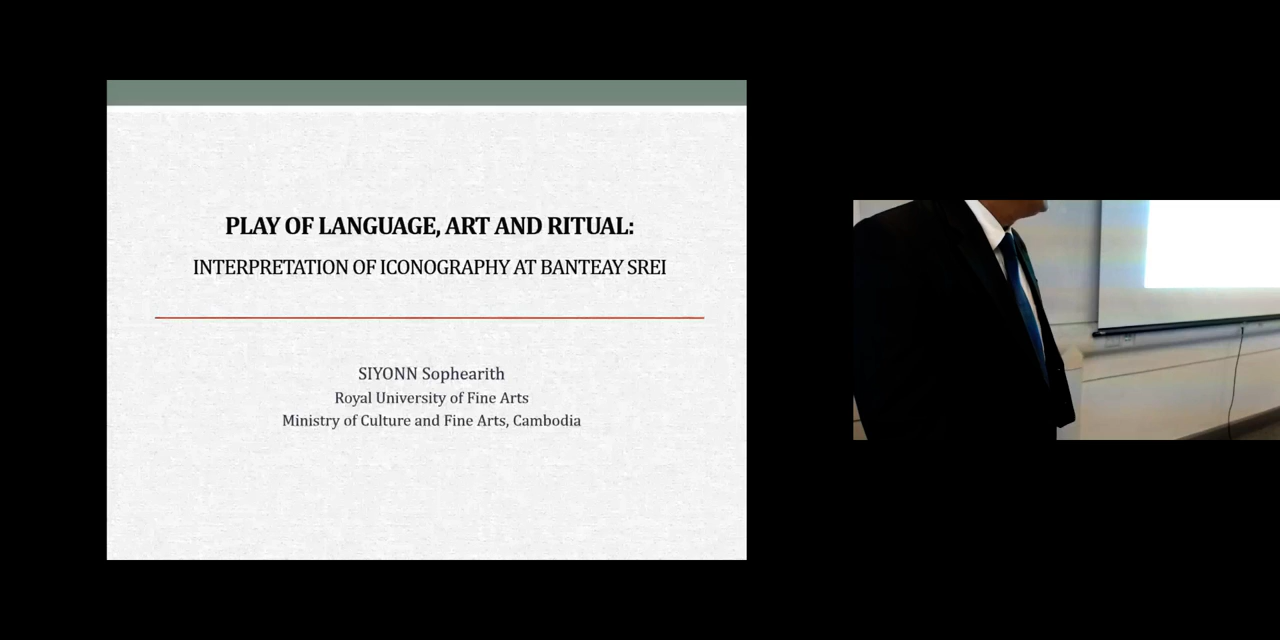 PLAY OF LANGUAGE, ART AND RITUAL:
INTERPRETATION OF ICONOGRAPHY AT BANTEAY SREI
SIYONN Sophearith
Royal University of Fine Arts
Ministry of Culture and Fine Arts, Cambodia